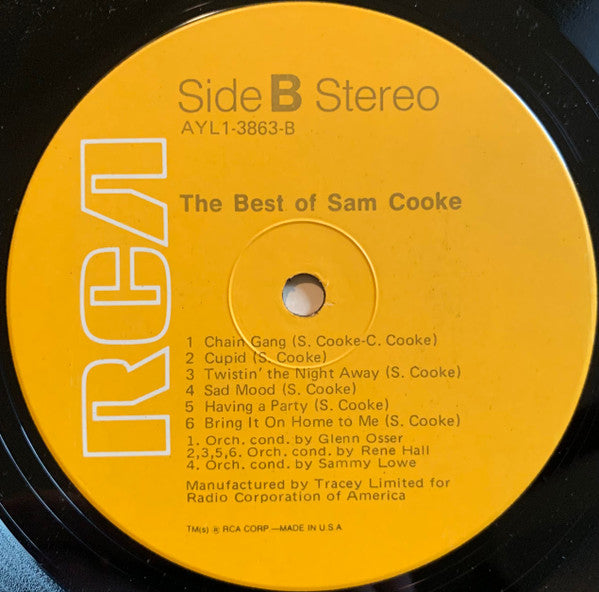 Side B Stereo
AYL1-3863-B
RCA
The Best of Sam Cooke
1 Chain Gang (S. Cooke-C. Cooke)
2 Cupid (S. Cooke)
3 Twistin' the Night Away (S. Cooke)
4 Sad Mood (S. Cooke)
5 Having a Party (S. Cooke)
6 Bring It On Home to Me (S. Cooke)
1. Orch. cond. by Glenn Osser
2,3,5,6. Orch. cond. by Rene Hall
4. Orch. cond. by Sammy Lowe
Manufactured by Tracey Limited for
Radio Corporation of America
TM(s) ® RCA CORP —MADE IN U.S.A.